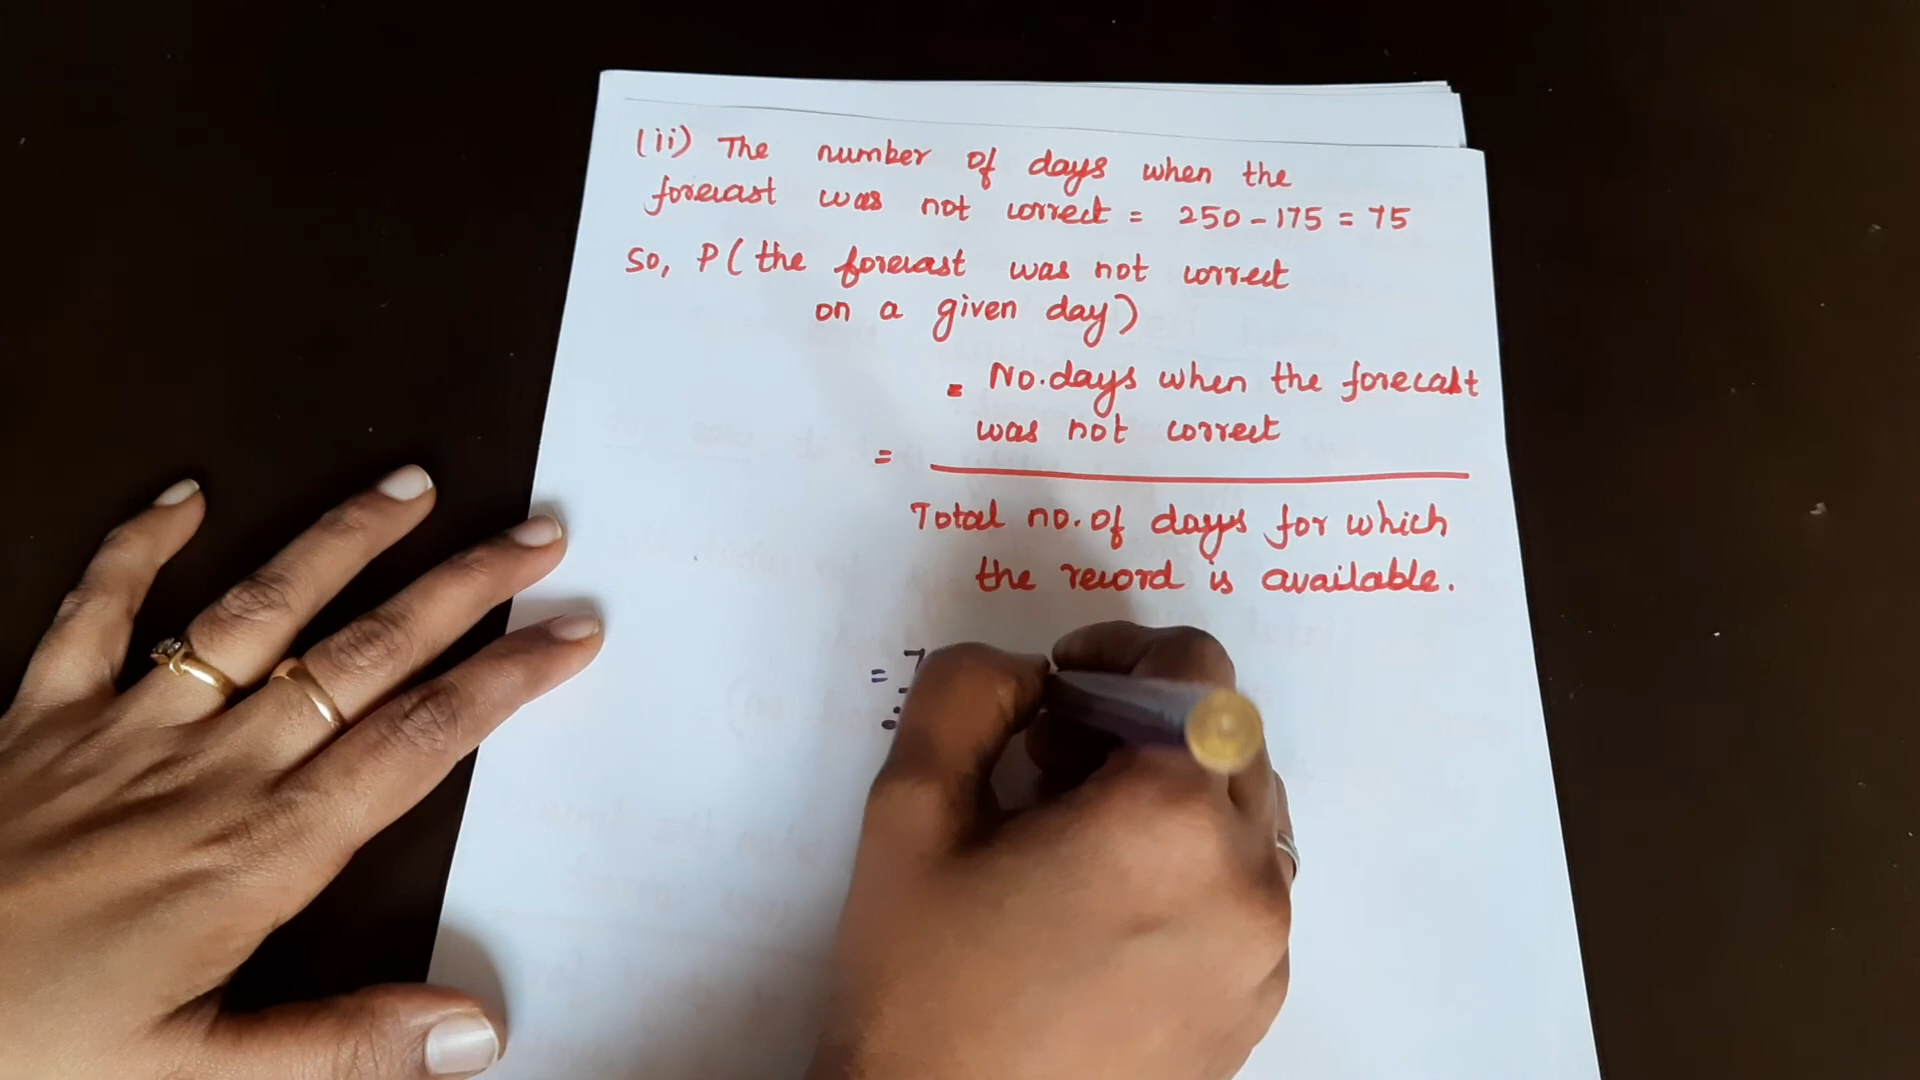 (ii) The number of days when the
forecast was not correct = 250 - 175 = 75
So, P( the forecast was not correct
on a given day)
= No. days when the forecast
was not correct
=
Total no. of days for which
the record is available.
= 7